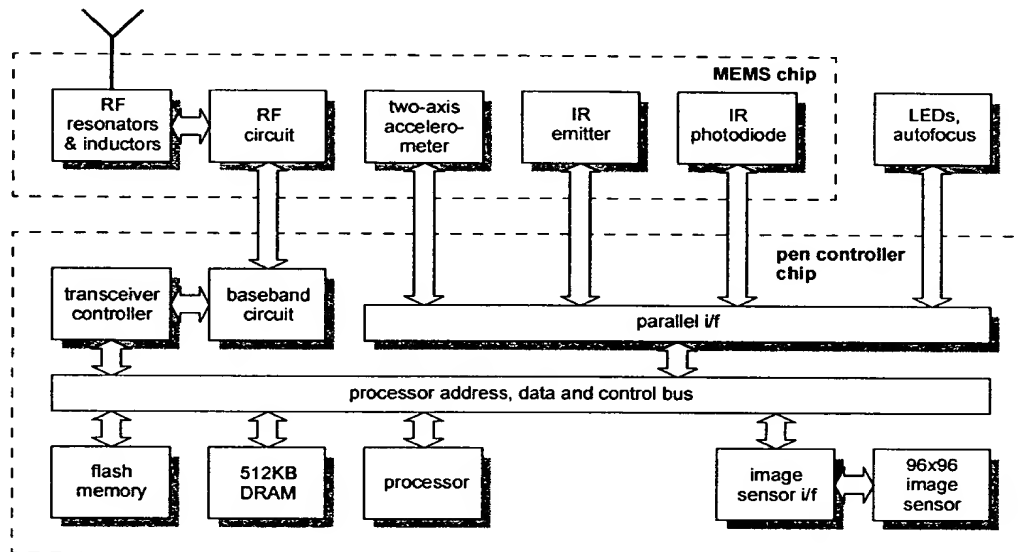 MEMS chip
RF
resonators
& inductors
RF
circuit
two-axis
accelero-
meter
IR
emitter
IR
photodiode
LEDs,
autofocus
pen controller
chip
transceiver
controller
baseband
circuit
parallel i/f
processor address, data and control bus
flash
memory
512KB
DRAM
processor
image
sensor i/f
96x96
image
sensor